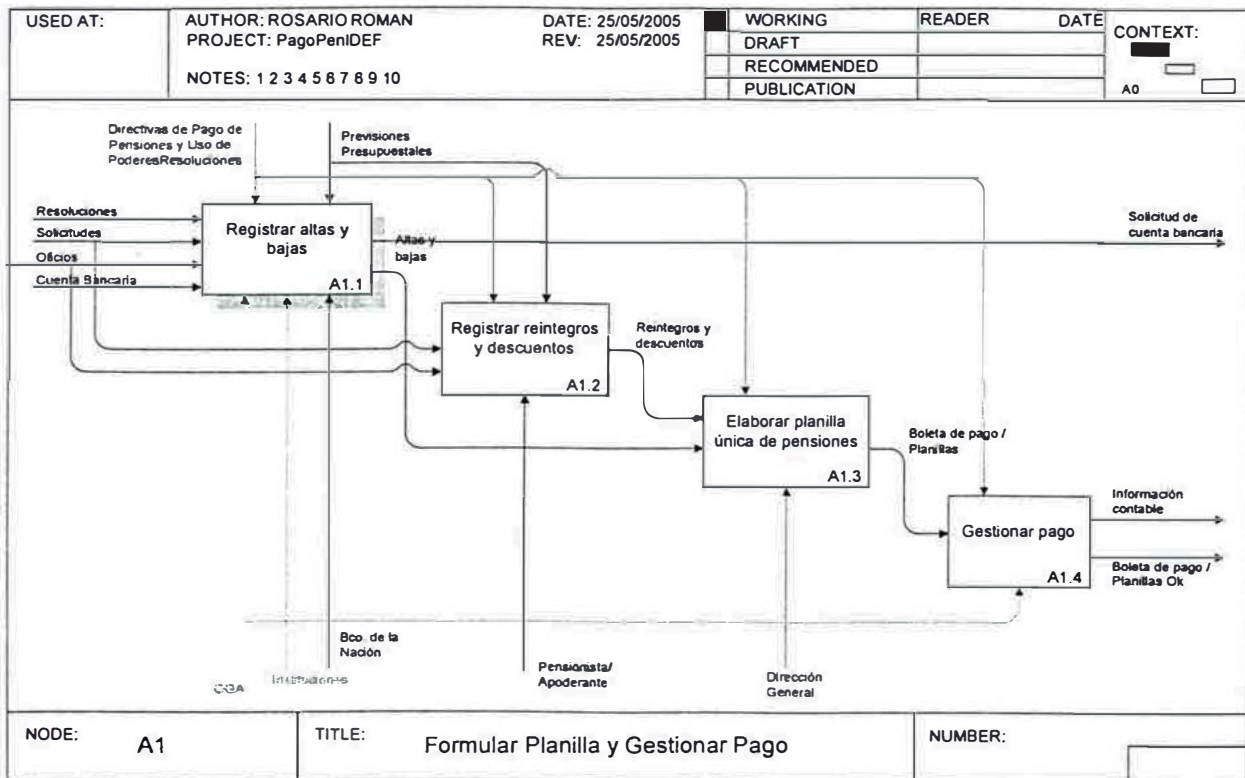 USED AT:
AUTHOR: ROSARIO ROMAN
DATE: 25/05/2005
PROJECT: PagoPenIDEF
REV: 25/05/2005
NOTES: 1 2 3 4 5 6 7 8 9 10
WORKING
DRAFT
RECOMMENDED
PUBLICATION
READER
DATE
CONTEXT:
A0
Directivas de Pago de
Pensiones y Uso de
PoderesResoluciones
Previsiones
Presupuestales
Resoluciones
Solicitudes
Oficios
Cuenta Bancaria
Registrar altas y
bajas
A1.1
Altas y
bajas
Solicitud de
cuenta bancaria
Registrar reintegros
y descuentos
A1.2
Reintegros y
descuentos
Elaborar planilla
única de pensiones
A1.3
Boleta de pago /
Planillas
Gestionar pago
A1.4
Información
contable
Boleta de pago /
Planillas Ok
Bco. de la
Nación
Instituciones
Pensionista/
Apoderante
Dirección
General
NODE:
A1
TITLE:
Formular Planilla y Gestionar Pago
NUMBER: